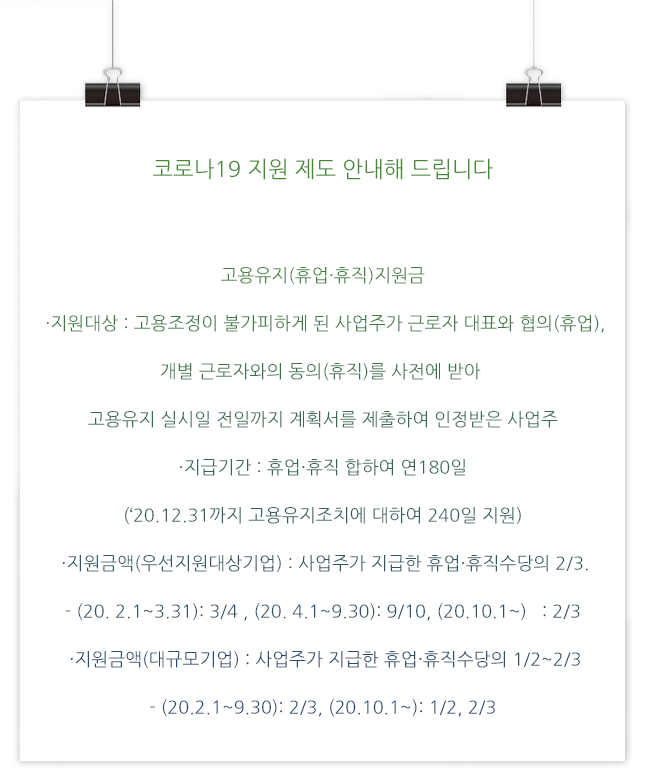 코로나19 지원 제도 안내해 드립니다
고용유지(휴업·휴직)지원금
·지원대상 : 고용조정이 불가피하게 된 사업주가 근로자 대표와 협의(휴업),
개별 근로자와의 동의(휴직)를 사전에 받아
고용유지 실시일 전일까지 계획서를 제출하여 인정받은 사업주
·지급기간 : 휴업·휴직 합하여 연180일
(‘20.12.31까지 고용유지조치에 대하여 240일 지원)
·지원금액(우선지원대상기업) : 사업주가 지급한 휴업·휴직수당의 2/3.
- (20. 2.1~3.31): 3/4 , (20. 4.1~9.30): 9/10, (20.10.1~) : 2/3
·지원금액(대규모기업) : 사업주가 지급한 휴업·휴직수당의 1/2~2/3
- (20.2.1~9.30): 2/3, (20.10.1~): 1/2, 2/3